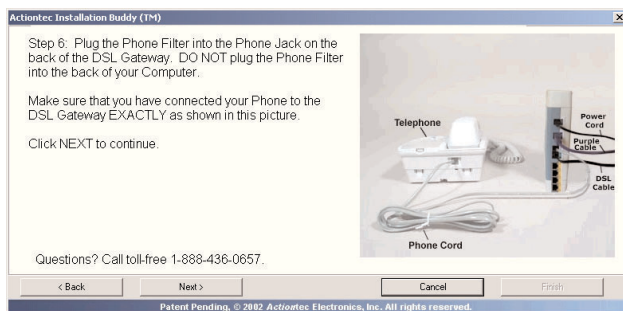 Actiontec Installation Buddy (TM)
Step 6: Plug the Phone Filter into the Phone Jack on the
back of the DSL Gateway. DO NOT plug the Phone Filter
into the back of your Computer.
Make sure that you have connected your Phone to the
DSL Gateway EXACTLY as shown in this picture.
Click NEXT to continue.
Telephone
Power
Cord
Purple
Cable
DSL
Cable
Phone Cord
Questions? Call toll-free 1-888-436-0657.
< Back
Next >
Cancel
Finish
Patent Pending, © 2002 Actiontec Electronics, Inc. All rights reserved.